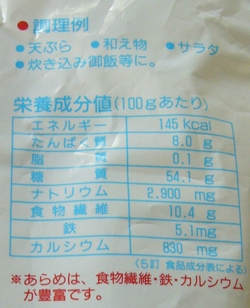 ● 調理例
● 天ぷら ● 和え物 ● サラダ
● 炊き込み御飯等に。
栄養成分値(100gあたり)
エネルギー 145 kcal
たんぱく質 8.0 g
脂質 0.1 g
糖質 54.1 g
ナトリウム 2,900 mg
食物繊維 10.4 g
鉄 5.1mg
カルシウム 830 mg
(5訂 食品成分表による)
※あらめは、食物繊維・鉄・カルシウム
が豊富です。